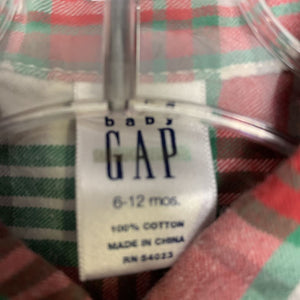 baby
GAP
6-12 mos.
100% COTTON
MADE IN CHINA
RN 54023